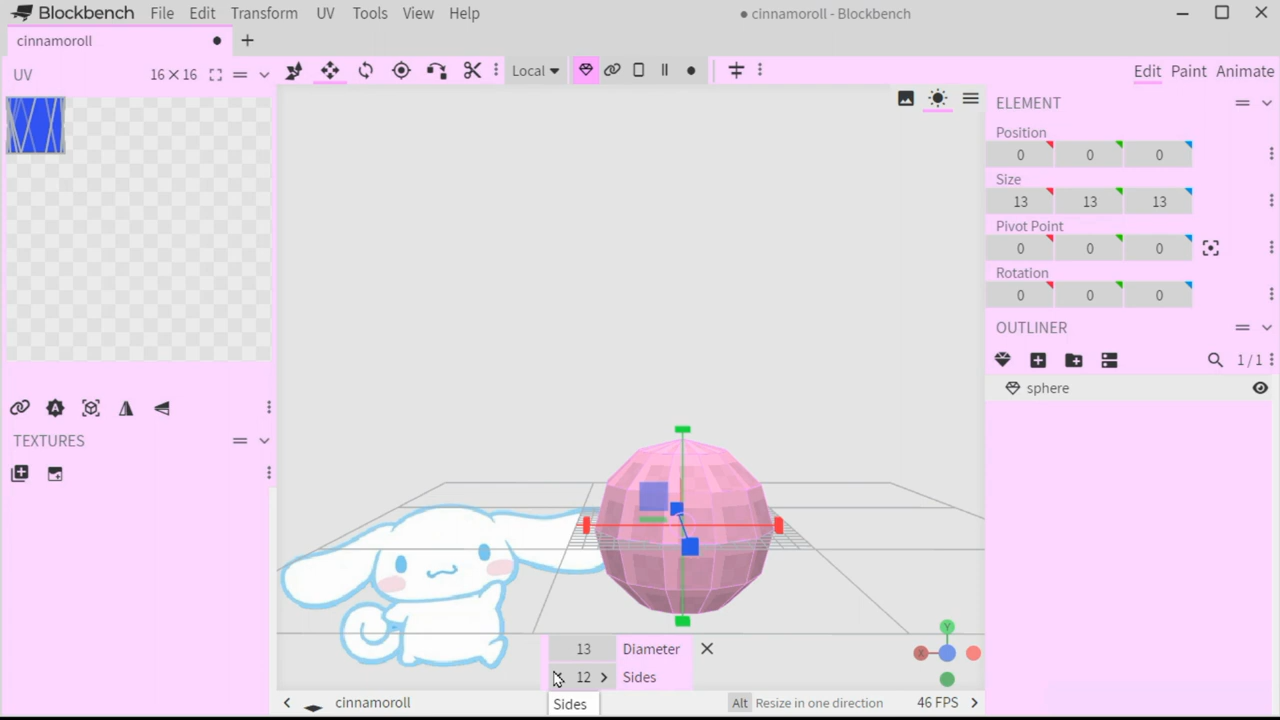 Blockbench File Edit Transform UV Tools View Help
● cinnamoroll - Blockbench
cinnamoroll ● +
UV 16×16
Local
Edit Paint Animate
ELEMENT
Position
0 0 0
Size
13 13 13
Pivot Point
0 0 0
Rotation
0 0 0
OUTLINER
1/1
sphere
TEXTURES
Y
X
13 Diameter
12 Sides
Sides
cinnamoroll
Alt Resize in one direction
46 FPS